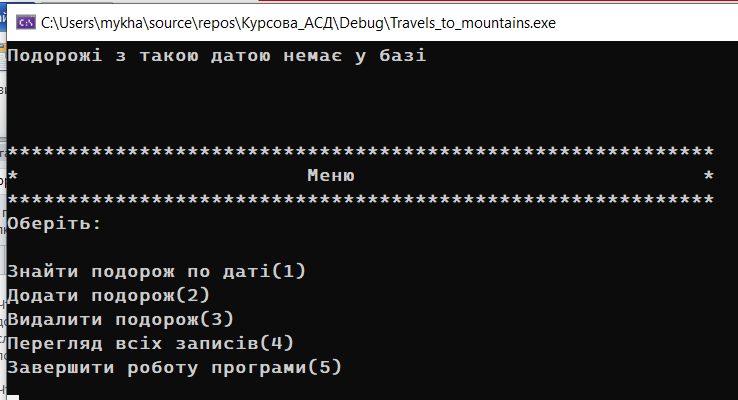 C:\Users\mykha\source\repos\Курсова_АСД\Debug\Travels_to_mountains.exe
Подорожі з такою датою немає у базі
***********************************************************
* Меню *
***********************************************************
Оберіть:
Знайти подорож по даті(1)
Додати подорож(2)
Видалити подорож(3)
Перегляд всіх записів(4)
Завершити роботу програми(5)